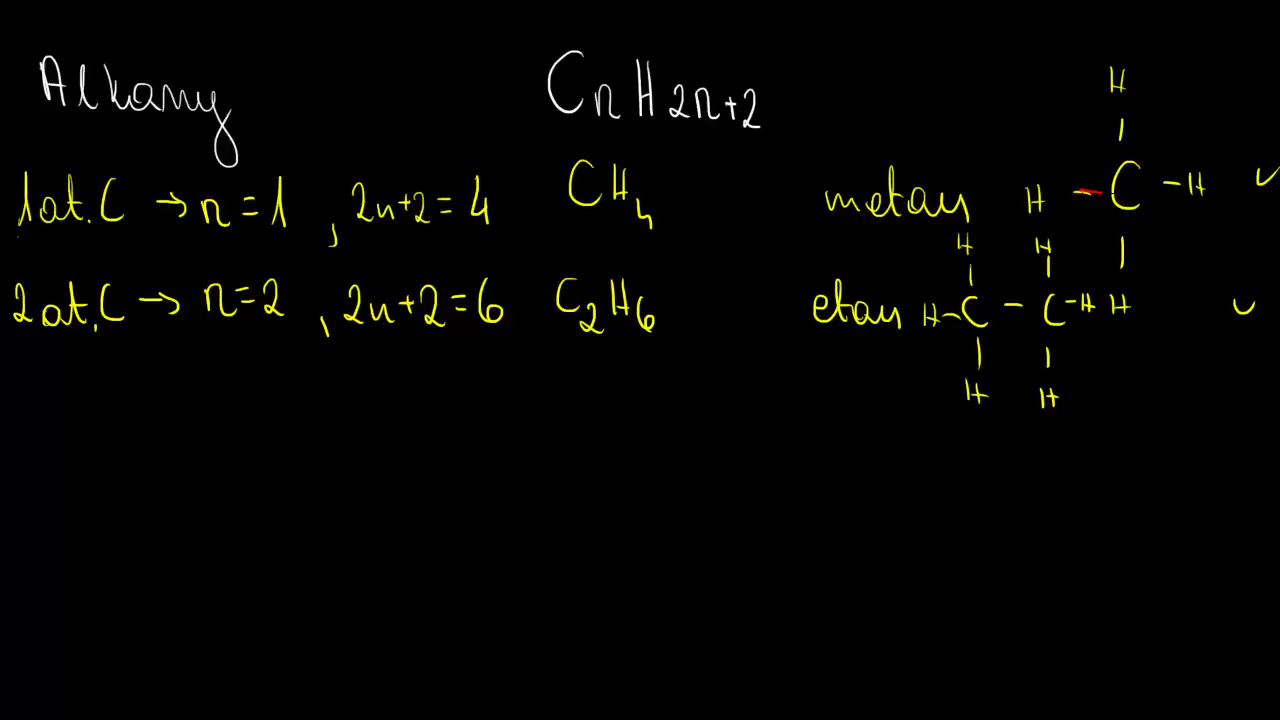 Alkany CnH2n+2
1at.C → n=1, 2n+2=4 CH4 metan
H
|
H - C - H
|
H
2at.C → n=2, 2n+2=6 C2H6 etan
H H
| |
H - C - C - H
| |
H H